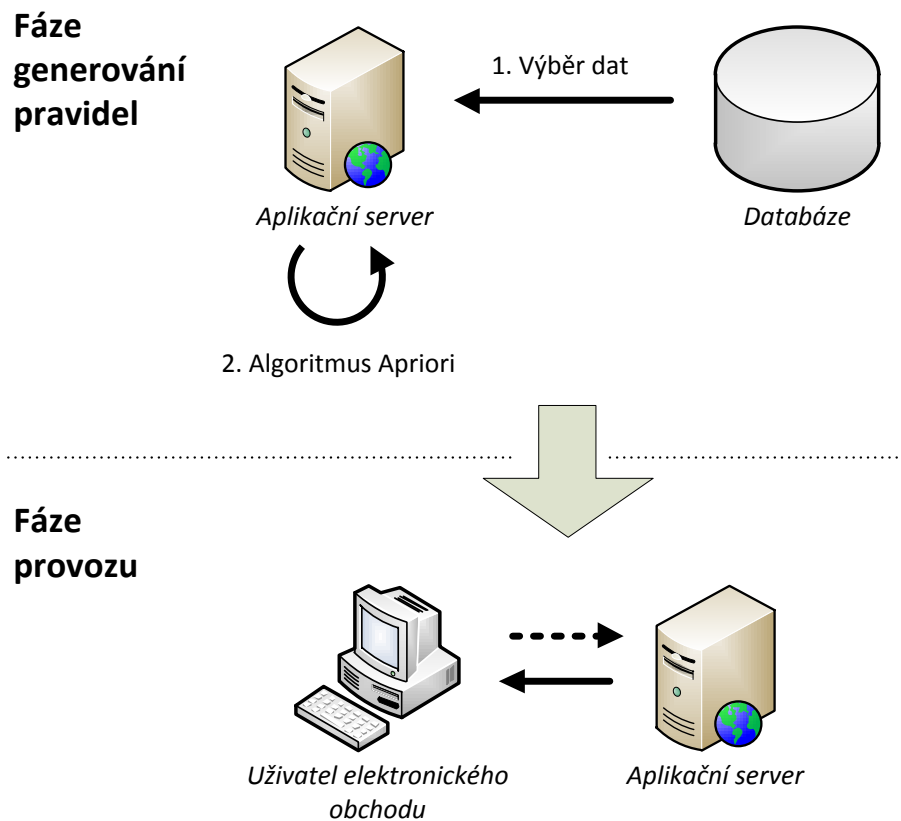 Fáze
generování
pravidel
1. Výběr dat
Aplikační server
Databáze
2. Algoritmus Apriori
Fáze
provozu
Uživatel elektronického
obchodu
Aplikační server